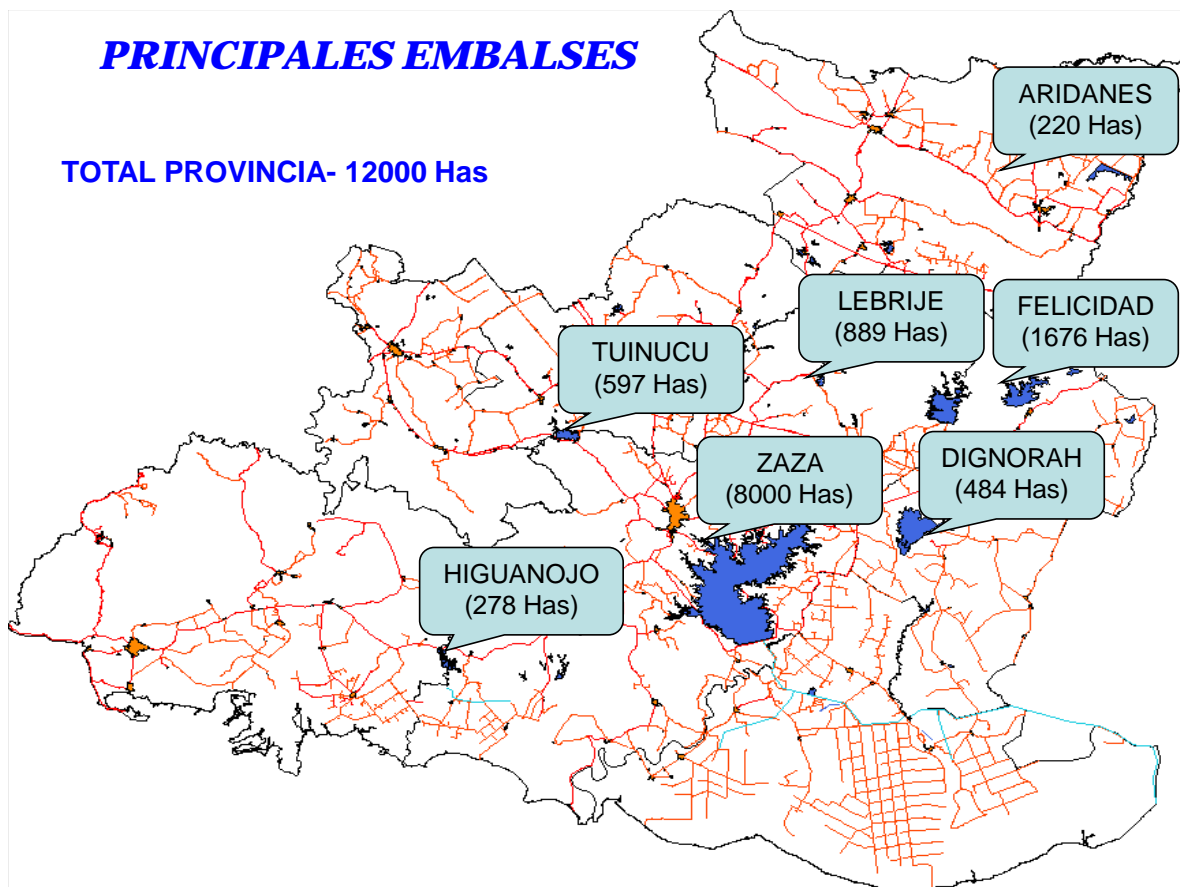 PRINCIPALES EMBALSES
TOTAL PROVINCIA- 12000 Has
ARIDANES
(220 Has)
LEBRIJE
(889 Has)
FELICIDAD
(1676 Has)
TUINUCU
(597 Has)
ZAZA
(8000 Has)
DIGNORAH
(484 Has)
HIGUANOJO
(278 Has)